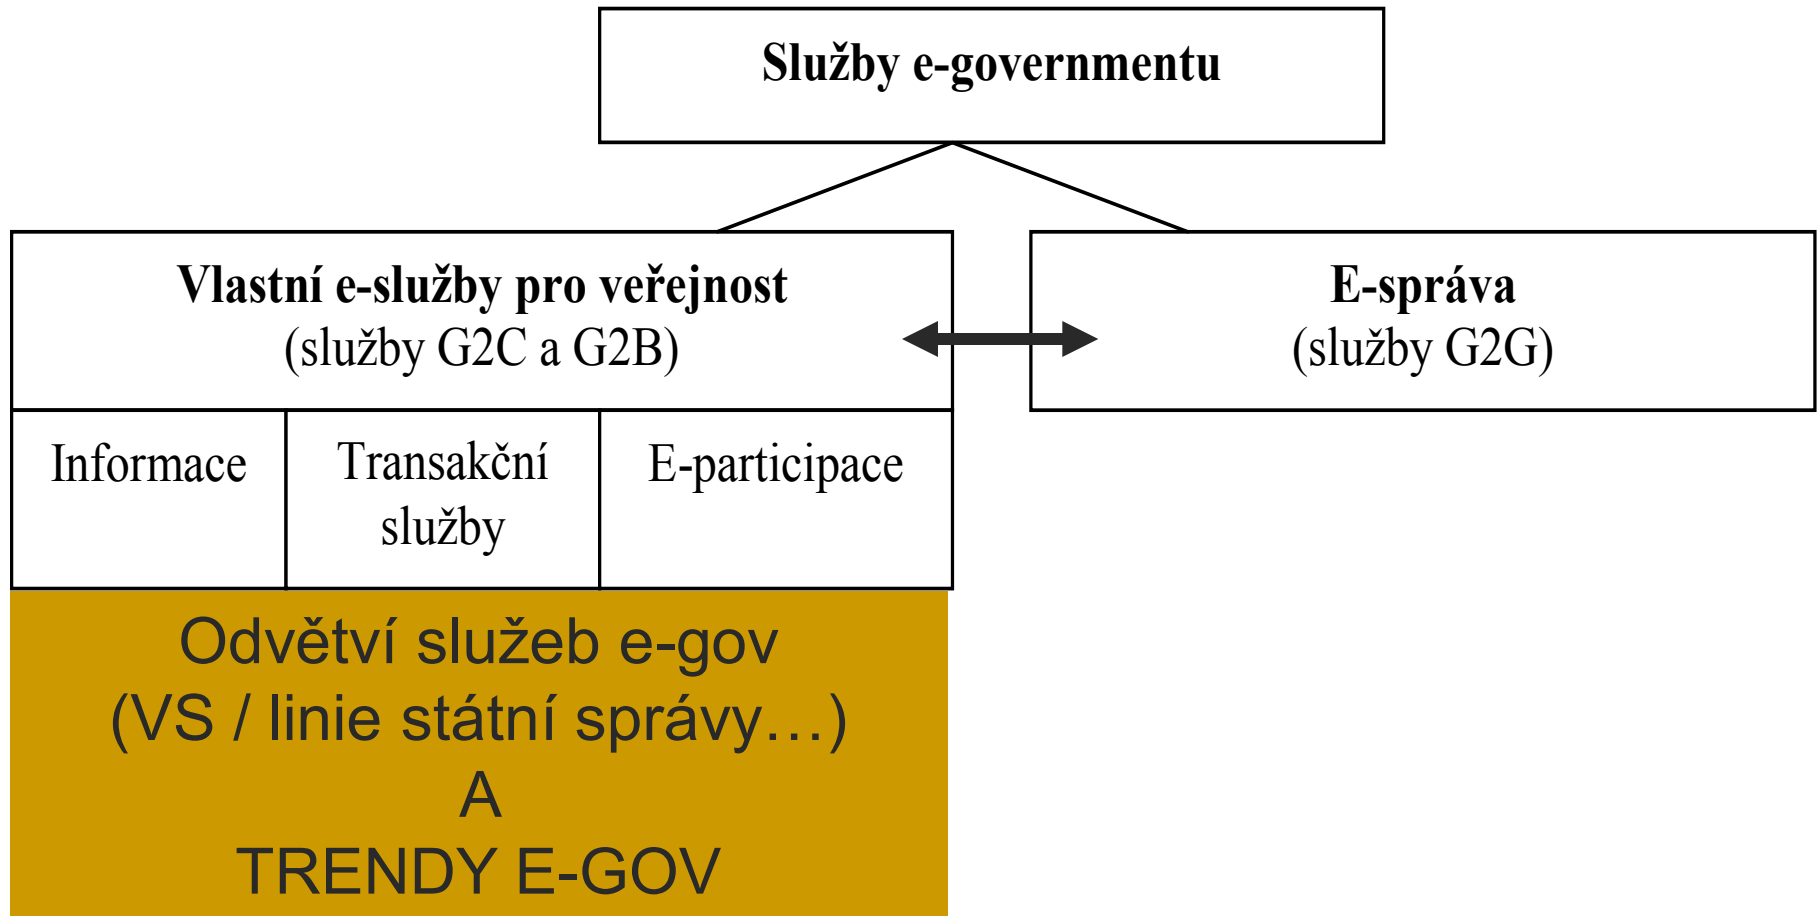 Služby e-governmentu
Vlastní e-služby pro veřejnost
(služby G2C a G2B)
E-správa
(služby G2G)
Informace
Transakční
služby
E-participace
Odvětví služeb e-gov
(VS / linie státní správy…)
A
TRENDY E-GOV